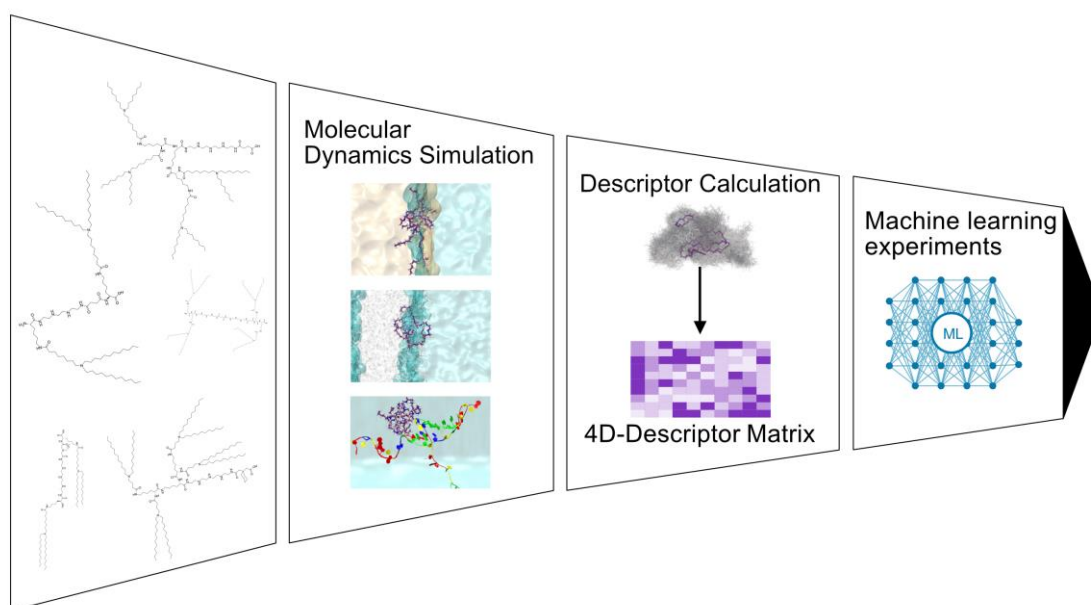 Molecular
Dynamics Simulation
Descriptor Calculation
4D-Descriptor Matrix
Machine learning
experiments
ML